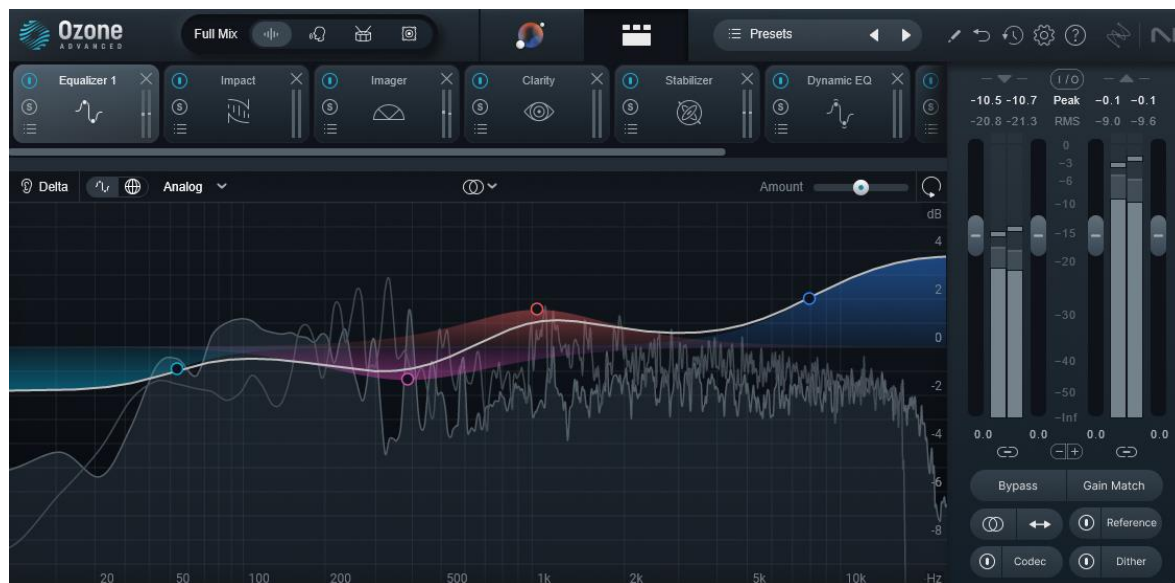 Ozone
ADVANCED
Full Mix
Presets
Equalizer 1
S
Impact
S
Imager
S
Clarity
S
Stabilizer
S
Dynamic EQ
S
S
Delta
Analog
Amount
dB
4
2
0
-2
-4
-6
-8
20 50 100 200 500 1k 2k 5k 10k Hz
I / O
-10.5 -10.7 Peak -0.1 -0.1
-20.8 -21.3 RMS -9.0 -9.6
0
-3
-6
-10
-15
-20
-30
-40
-50
-Inf
0.0 0.0 0.0 0.0
Bypass Gain Match
Reference
Codec Dither